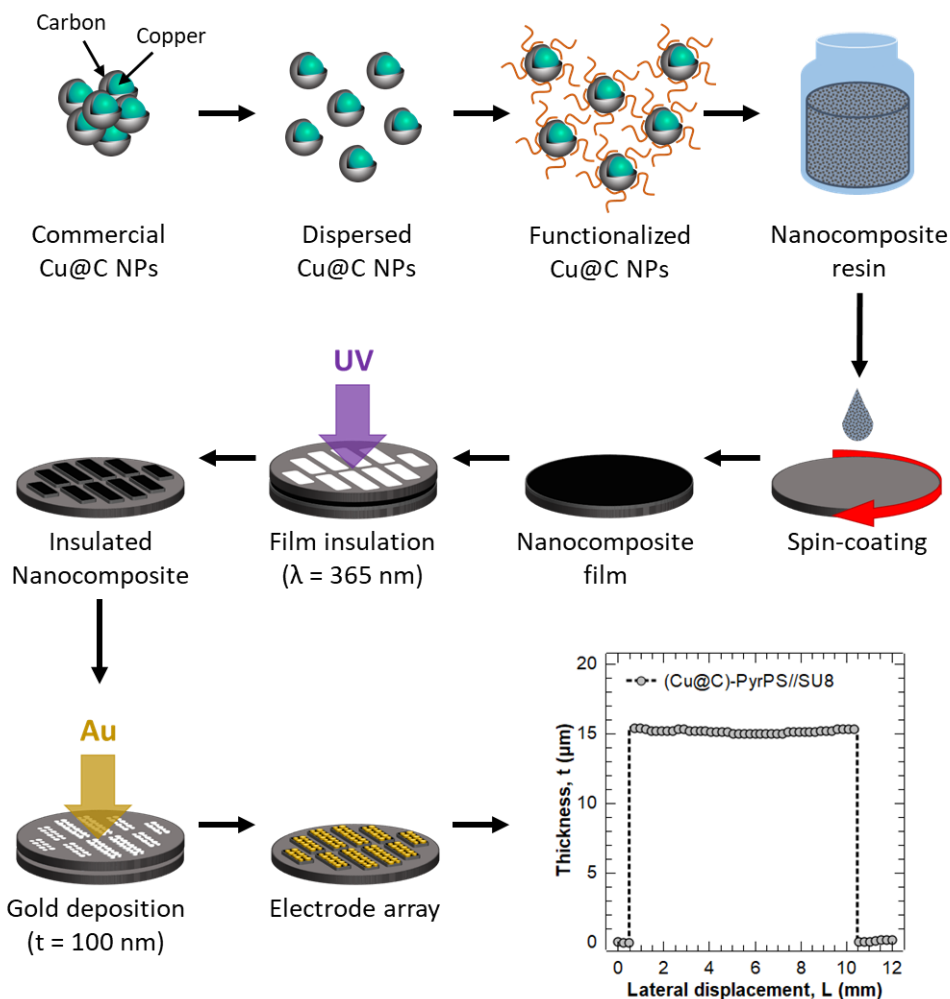 Carbon
Copper
Commercial
Cu@C NPs
Dispersed
Cu@C NPs
Functionalized
Cu@C NPs
Nanocomposite
resin
UV
Insulated
Nanocomposite
Film insulation
(λ = 365 nm)
Nanocomposite
film
Spin-coating
Au
Gold deposition
(t = 100 nm)
Electrode array
20
15
10
5
0
Thickness, t (µm)
(Cu@C)-PyrPS//SU8
0 2 4 6 8 10 12
Lateral displacement, L (mm)